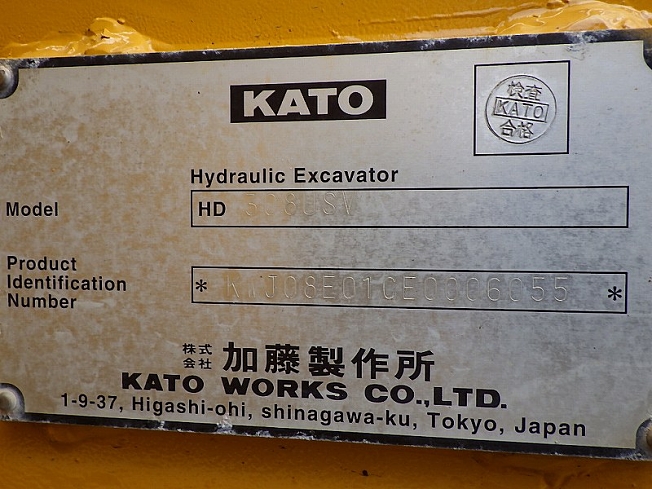 KATO
検査
KATO
合格
Hydraulic Excavator
Model HD 308USV
Product
Identification
Number
* *
株式
会社 加藤製作所
KATO WORKS CO.,LTD.
1-9-37, Higashi-ohi, shinagawa-ku, Tokyo, Japan